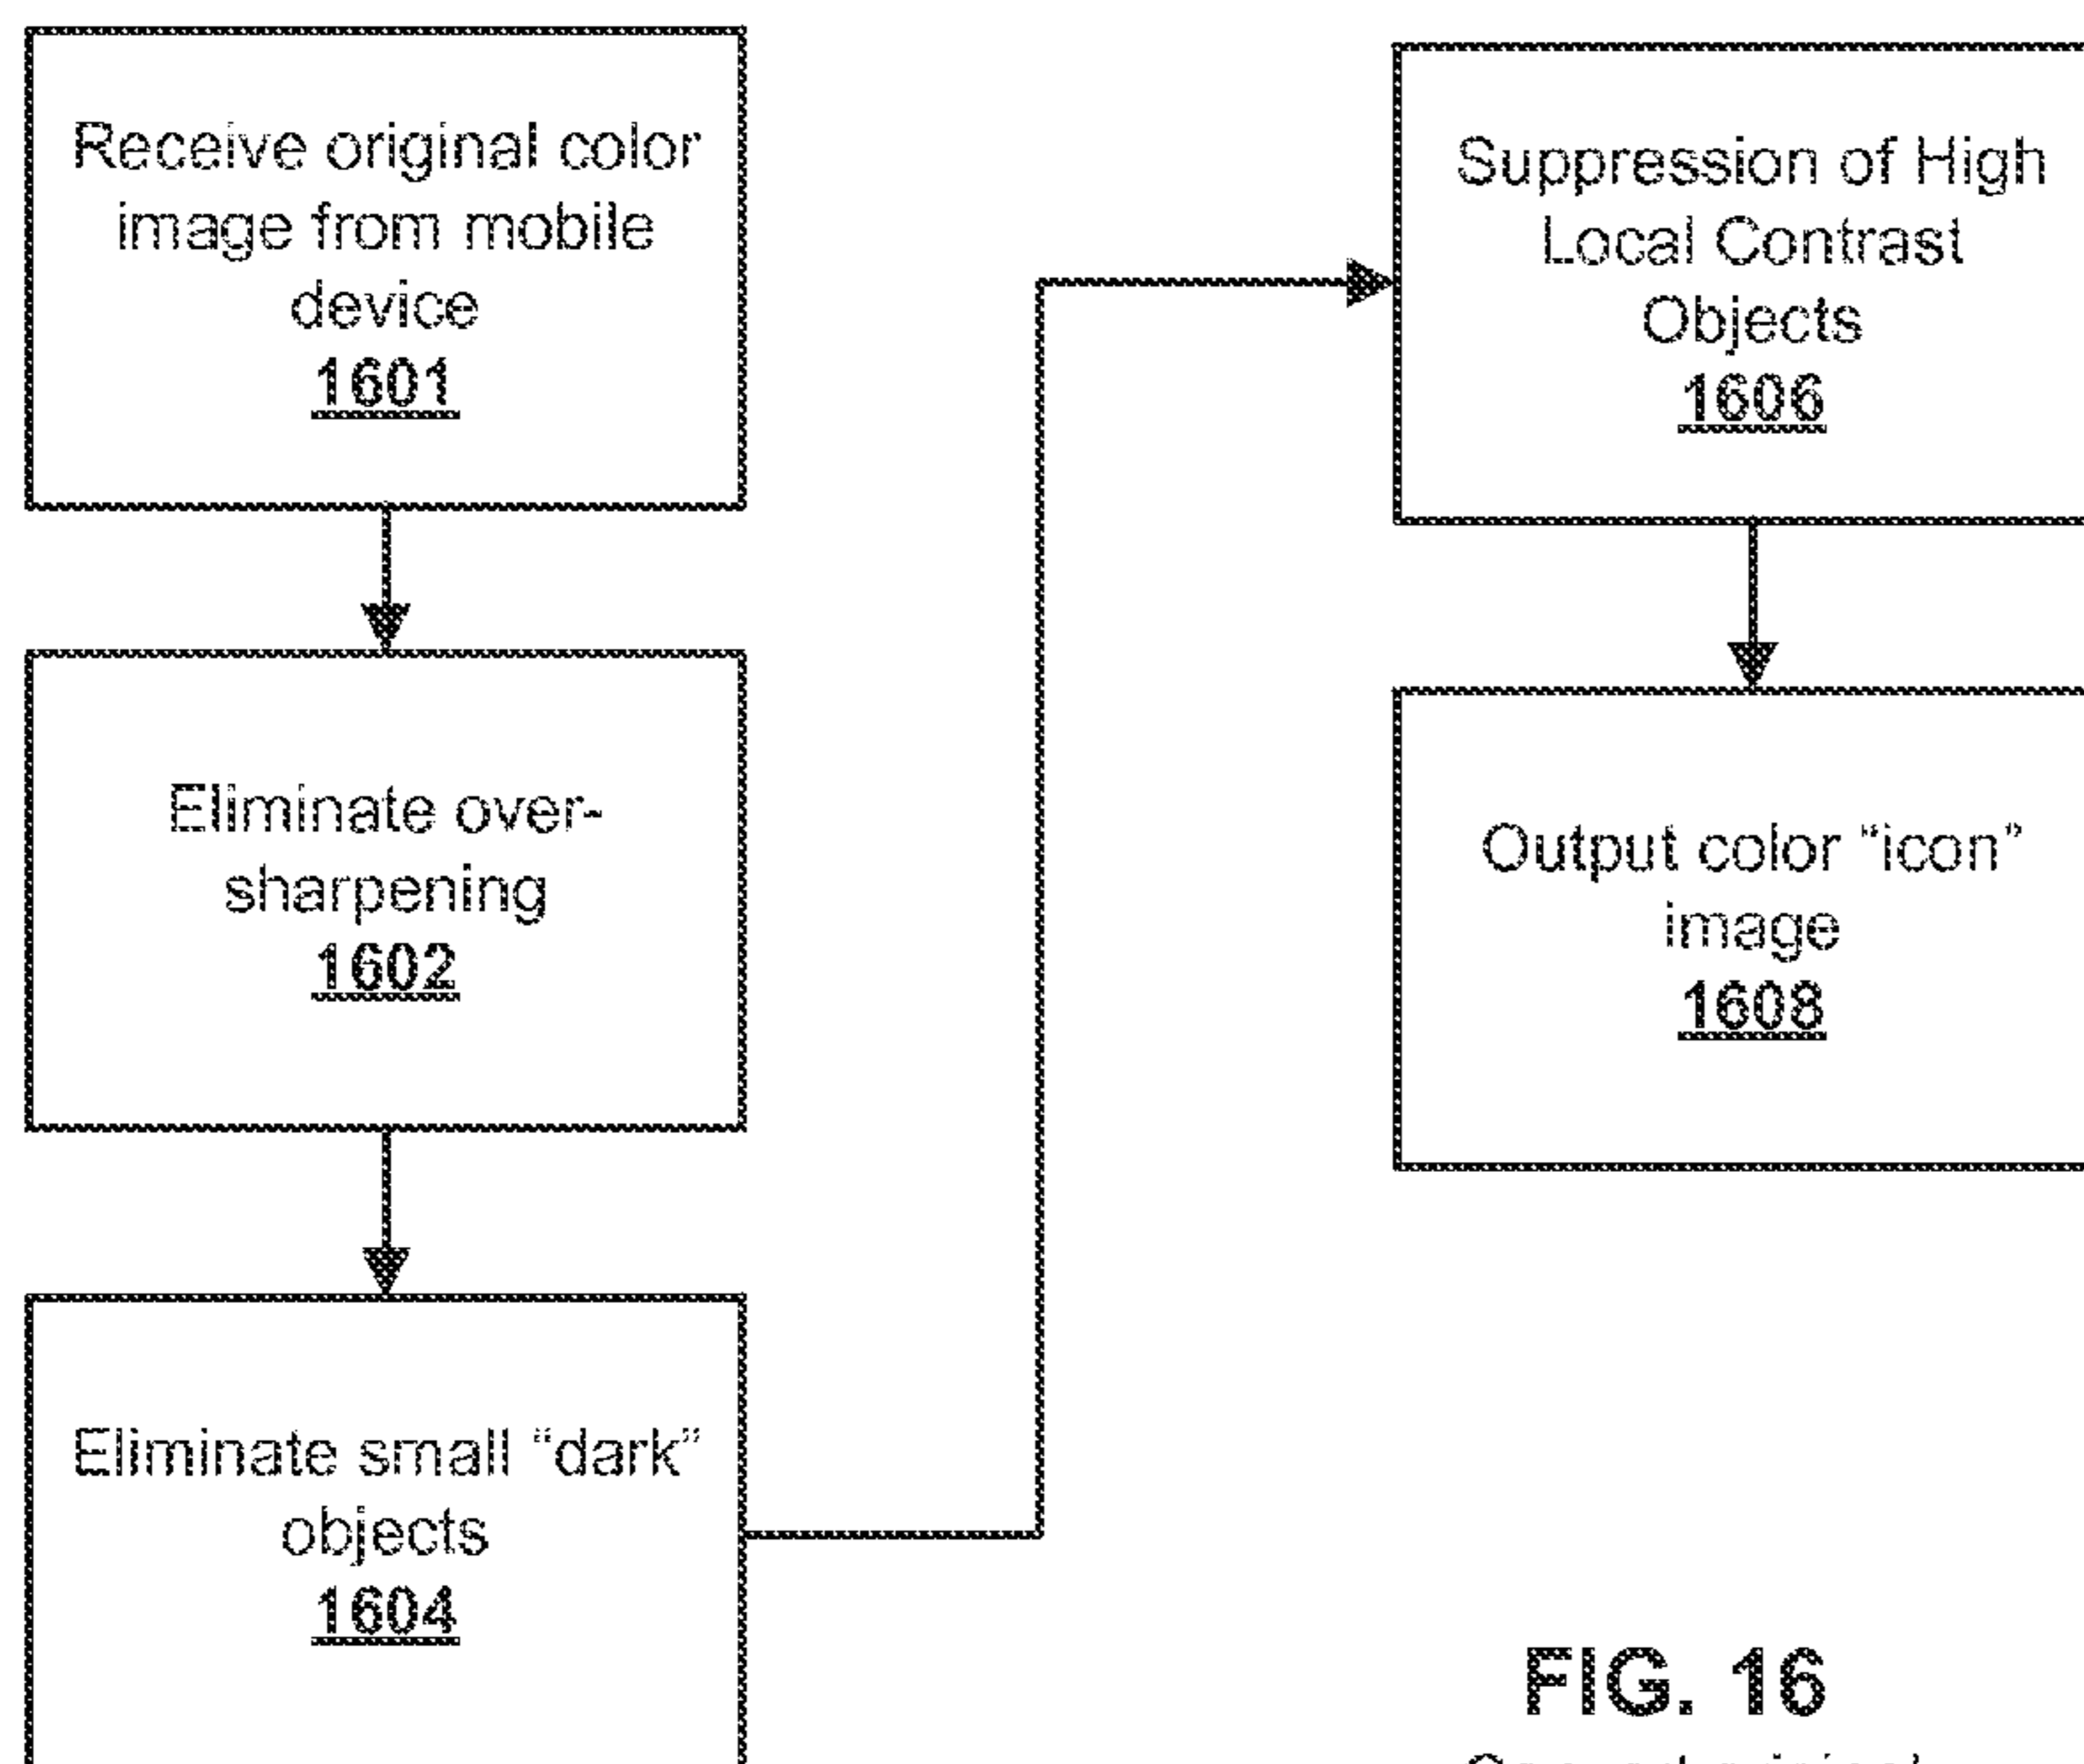 Receive original color
image from mobile
device
1601
Eliminate over-
sharpening
1602
Eliminate small “dark”
objects
1604
Suppression of High
Local Contrast
Objects
1606
Output color “icon”
image
1608
FIG. 16